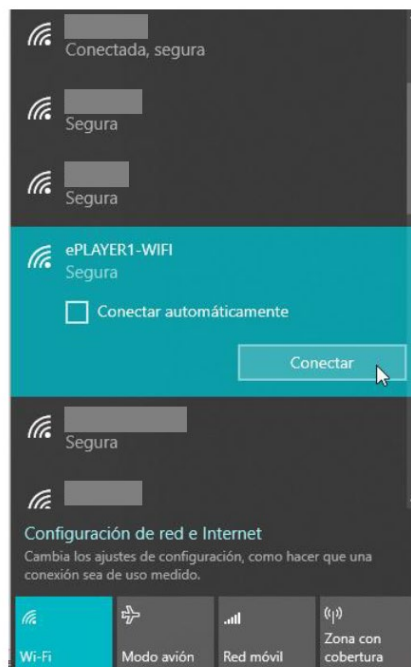 Conectada, segura
Segura
Segura
ePLAYER1-WIFI
Segura
Conectar automáticamente
Conectar
Segura
Configuración de red e Internet
Cambia los ajustes de configuración, como hacer que una
conexión sea de uso medido.
Wi-Fi
Modo avión
Red móvil
Zona con
cobertura